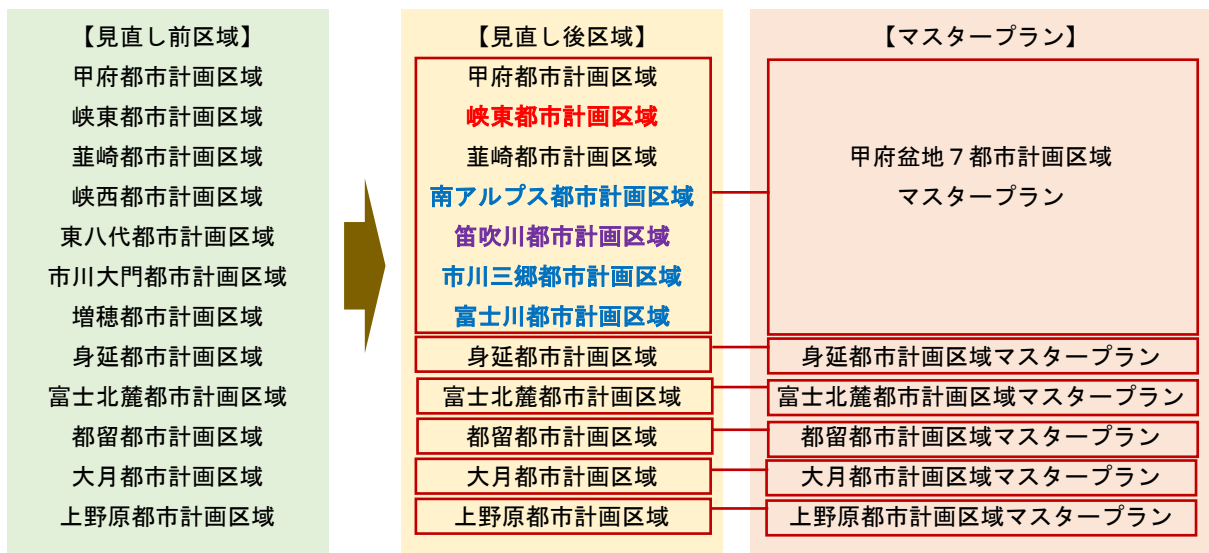 【見直し前区域】
甲府都市計画区域
峡東都市計画区域
韮崎都市計画区域
峡西都市計画区域
東八代都市計画区域
市川大門都市計画区域
増穂都市計画区域
身延都市計画区域
富士北麓都市計画区域
都留都市計画区域
大月都市計画区域
上野原都市計画区域
【見直し後区域】
甲府都市計画区域
峡東都市計画区域
韮崎都市計画区域
南アルプス都市計画区域
笛吹川都市計画区域
市川三郷都市計画区域
富士川都市計画区域
身延都市計画区域
富士北麓都市計画区域
都留都市計画区域
大月都市計画区域
上野原都市計画区域
【マスタープラン】
甲府盆地７都市計画区域
マスタープラン
身延都市計画区域マスタープラン
富士北麓都市計画区域マスタープラン
都留都市計画区域マスタープラン
大月都市計画区域マスタープラン
上野原都市計画区域マスタープラン